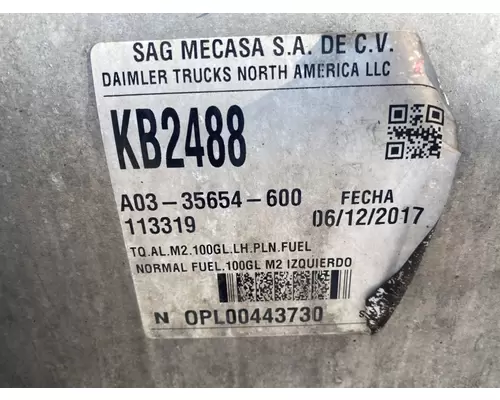 SAG MECASA S.A. DE C.V.
DAIMLER TRUCKS NORTH AMERICA LLC
KB2488
A03-35654-600 FECHA
113319 06/12/2017
TQ.AL.M2.100GL.LH.PLN.FUEL
NORMAL FUEL.100GL M2 IZQUIERDO
N OPL00443730 S